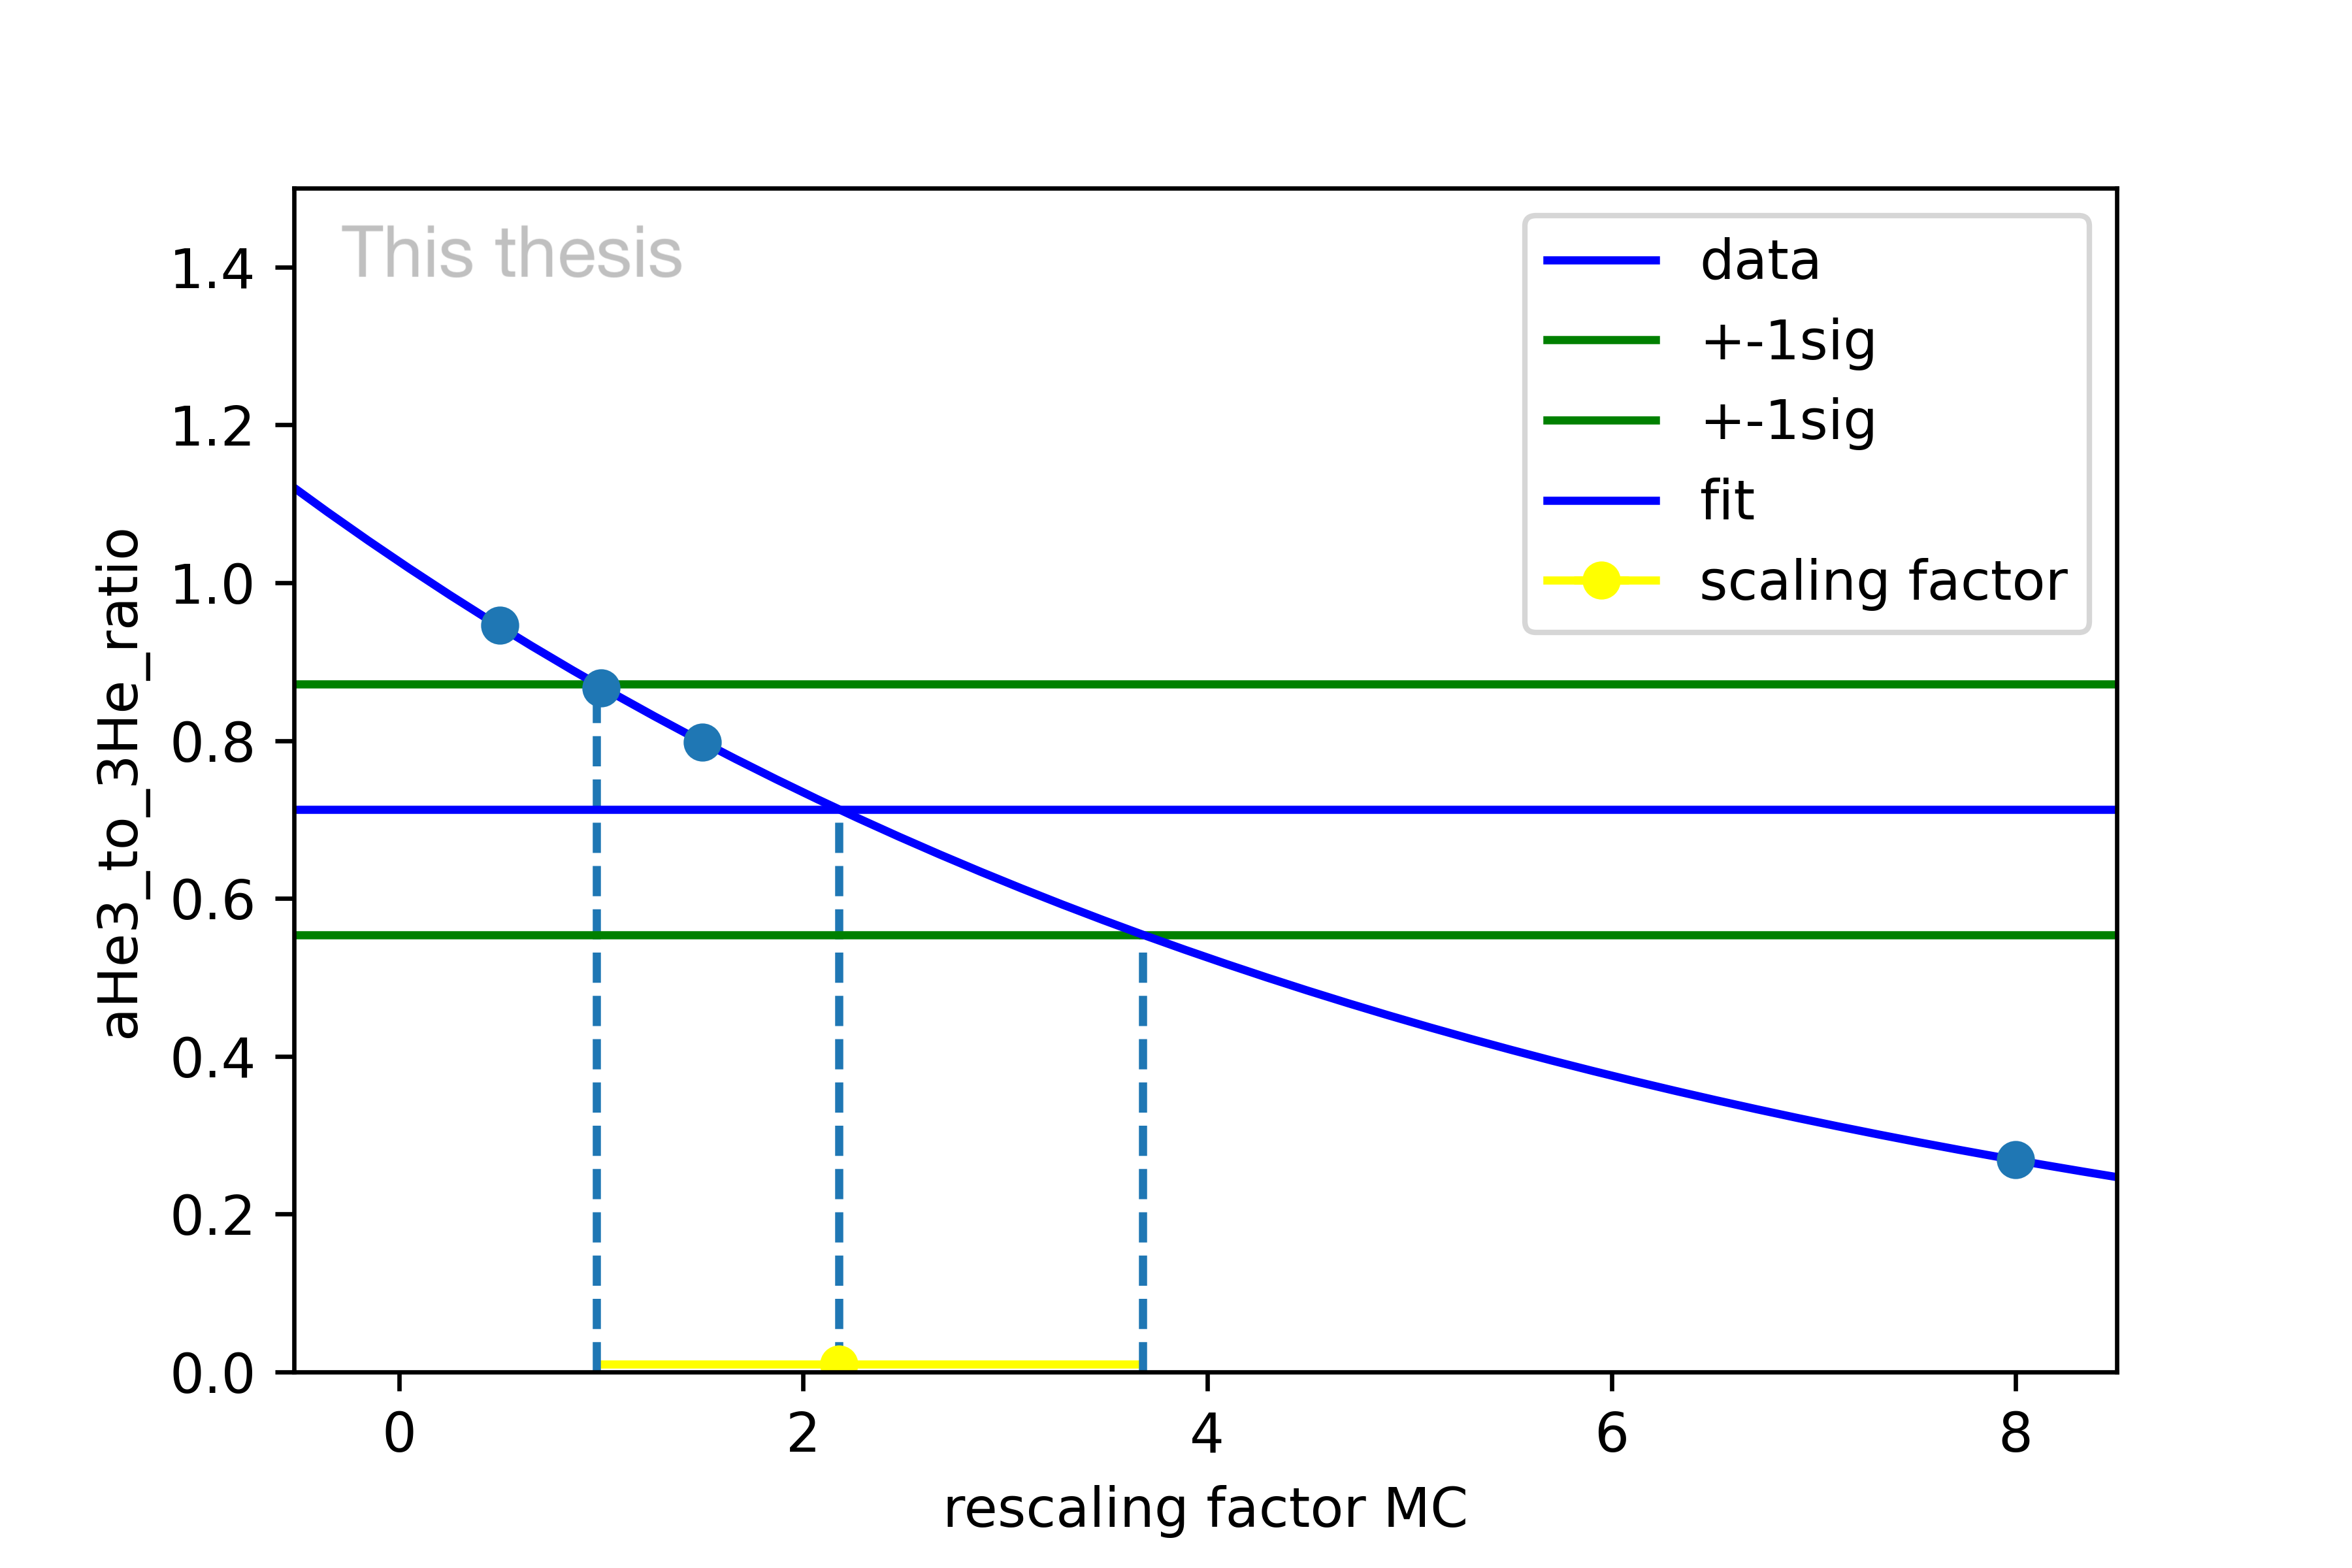 This thesis
data
+-1sig
+-1sig
fit
scaling factor
aHe3_to_3He_ratio
1.4
1.2
1.0
0.8
0.6
0.4
0.2
0.0
0 2 4 6 8
rescaling factor MC